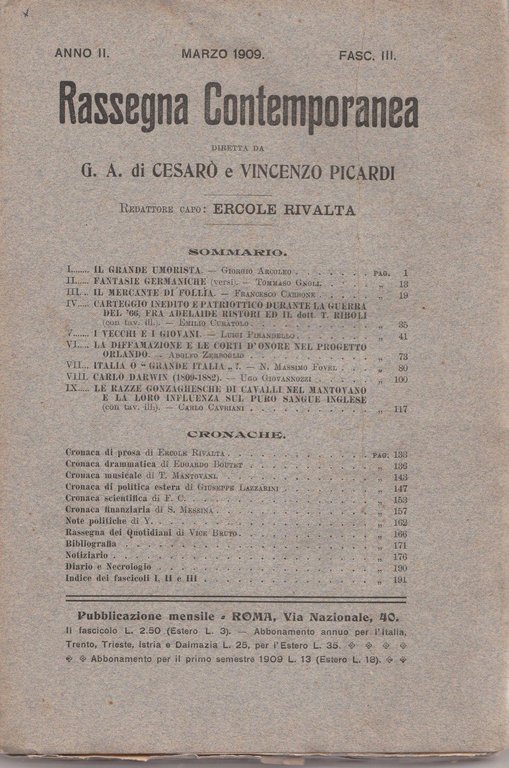 ANNO II. MARZO 1909. FASC. III.
Rassegna Contemporanea
DIRETTA DA
G. A. di CESARÒ e VINCENZO PICARDI
REDATTORE CAPO: ERCOLE RIVALTA
SOMMARIO.
I....... IL GRANDE UMORISTA. — GIORGIO ARCOLEO . . . . . . . PAG. 1
II...... FANTASIE GERMANICHE (versi). — TOMMASO GNOLI. . . . . „ 13
III... IL MERCANTE DI FOLLÌA. — FRANCESCO CARBONE . . . . . „ 19
IV.... CARTEGGIO INEDITO E PATRIOTTICO DURANTE LA GUERRA
DEL '66, FRA ADELAIDE RISTORI ED IL dott. T. RIBOLI
(con tav. ill.). — EMILIO CURATOLO . . . . . . . . . „ 35
7...... I VECCHI E I GIOVANI. — LUIGI PIRANDELLO. . . . . . . „ 41
VI.... LA DIFFAMAZIONE E LE CORTI D'ONORE NEL PROGETTO
ORLANDO. — ADOLFO ZERBOGLIO . . . . . . . . . „ 73
VII... ITALIA O "GRANDE ITALIA„ ?. — N. MASSIMO FOVEL . . . . „ 80
VIII. CARLO DARWIN (1809-1882). — UGO GIOVANNOZZI . . . . . „ 100
IX.... LE RAZZE GONZAGHESCHE DI CAVALLI NEL MANTOVANO
E LA LORO INFLUENZA SUL PURO SANGUE INGLESE
(con tav. ill.). — CARLO CAVRIANI . . . . . . . . . „ 117
CRONACHE.
Cronaca di prosa di ERCOLE RIVALTA . . . . . . . . . PAG. 133
Cronaca drammatica di EDOARDO BOUTET . . . . . . . . . „ 136
Cronaca musicale di T. MANTOVANI. . . . . . . . . . „ 143
Cronaca di politica estera di GIUSEPPE LAZZARINI . . . . . . „ 147
Cronaca scientifica di F. C. . . . . . . . . . . „ 153
Cronaca finanziaria di S. MESSINA . . . . . . . . . „ 157
Note politiche di Y. . . . . . . . . . . . „ 162
Rassegna dei Quotidiani di VICE BRUTO. . . . . . . . . „ 166
Bibliografia . . . . . . . . . . . . „ 171
Notiziario . . . . . . . . . . . . „ 176
Diario e Necrologio . . . . . . . . . . . „ 190
Indice dei fascicoli I, II e III . . . . . . . . . . „ 191
Pubblicazione mensile - ROMA, Via Nazionale, 40.
Il fascicolo L. 2.50 (Estero L. 3). — Abbonamento annuo per l'Italia,
Trento, Trieste, Istria e Dalmazia L. 25, per l'Estero L. 35.
Abbonamento per il primo semestre 1909 L. 13 (Estero L. 18).